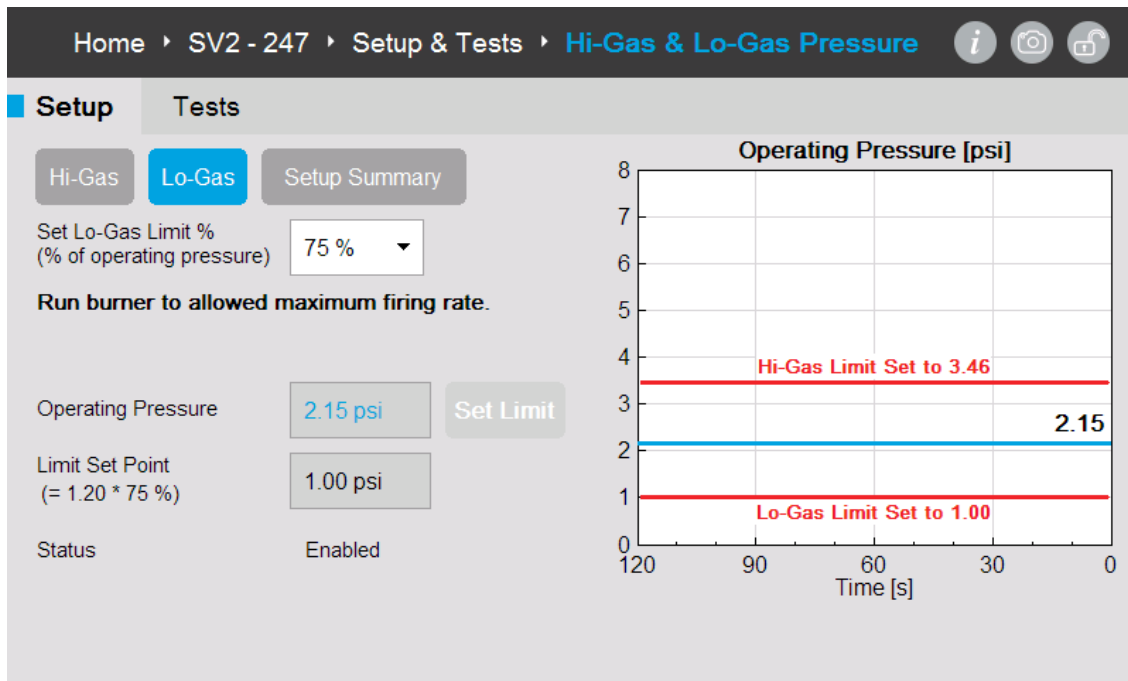 Home ‣ SV2 - 247 ‣ Setup & Tests ‣ Hi-Gas & Lo-Gas Pressure
Setup Tests
Hi-Gas Lo-Gas Setup Summary
Set Lo-Gas Limit %
(% of operating pressure)
75 %
Run burner to allowed maximum firing rate.
Operating Pressure 2.15 psi Set Limit
Limit Set Point
(= 1.20 * 75 %)
1.00 psi
Status Enabled
Operating Pressure [psi]
8
7
6
5
4
Hi-Gas Limit Set to 3.46
3
2.15
2
1
Lo-Gas Limit Set to 1.00
0
120 90 60 30 0
Time [s]